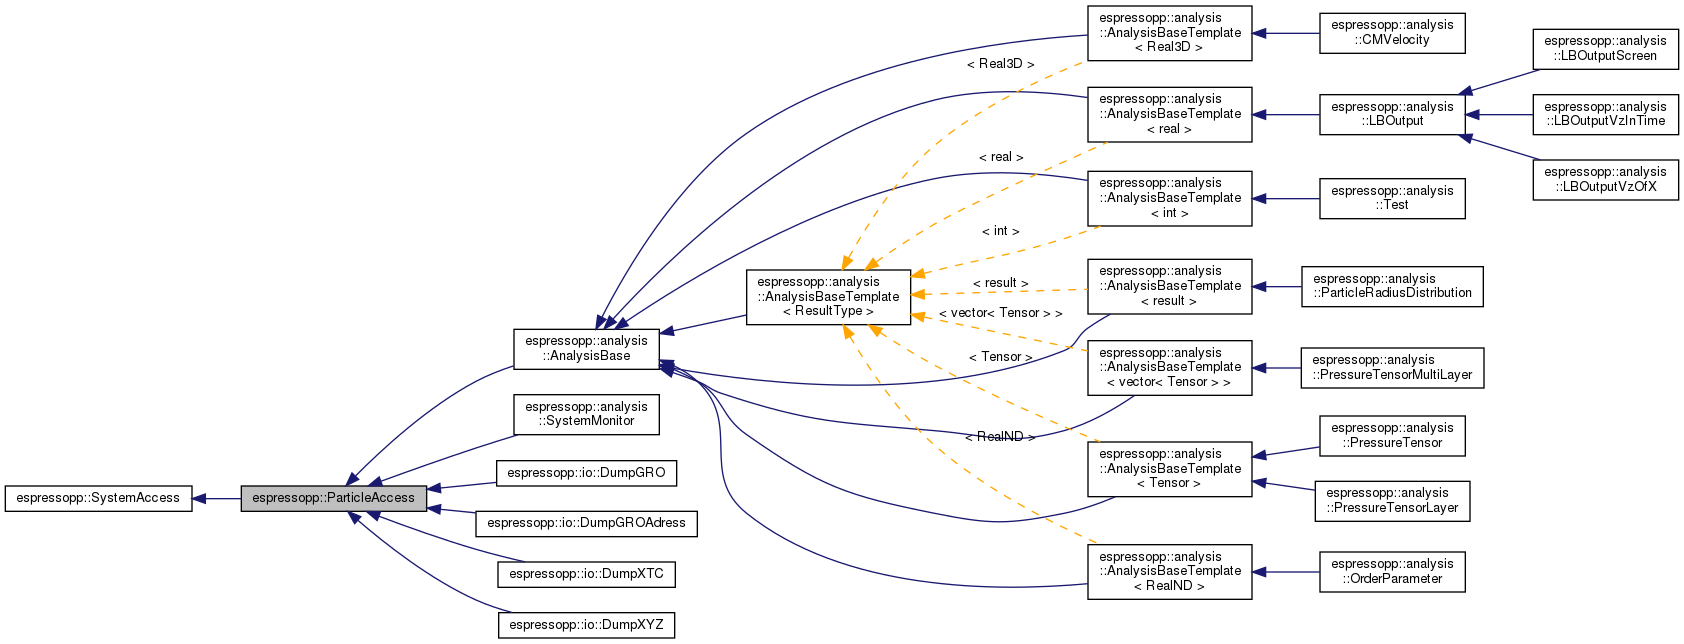 espressopp::SystemAccess
espressopp::ParticleAccess
espressopp::analysis
::AnalysisBase
espressopp::analysis
::SystemMonitor
espressopp::io::DumpGRO
espressopp::io::DumpGROAdress
espressopp::io::DumpXTC
espressopp::io::DumpXYZ
espressopp::analysis
::AnalysisBaseTemplate
< ResultType >
< Real3D >
< real >
< int >
< result >
< vector< Tensor > >
< Tensor >
< RealND >
espressopp::analysis
::AnalysisBaseTemplate
< Real3D >
espressopp::analysis
::AnalysisBaseTemplate
< real >
espressopp::analysis
::AnalysisBaseTemplate
< int >
espressopp::analysis
::AnalysisBaseTemplate
< result >
espressopp::analysis
::AnalysisBaseTemplate
< vector< Tensor > >
espressopp::analysis
::AnalysisBaseTemplate
< Tensor >
espressopp::analysis
::AnalysisBaseTemplate
< RealND >
espressopp::analysis
::CMVelocity
espressopp::analysis
::LBOutput
espressopp::analysis
::Test
espressopp::analysis
::ParticleRadiusDistribution
espressopp::analysis
::PressureTensorMultiLayer
espressopp::analysis
::PressureTensor
espressopp::analysis
::PressureTensorLayer
espressopp::analysis
::OrderParameter
espressopp::analysis
::LBOutputScreen
espressopp::analysis
::LBOutputVzInTime
espressopp::analysis
::LBOutputVzOfX